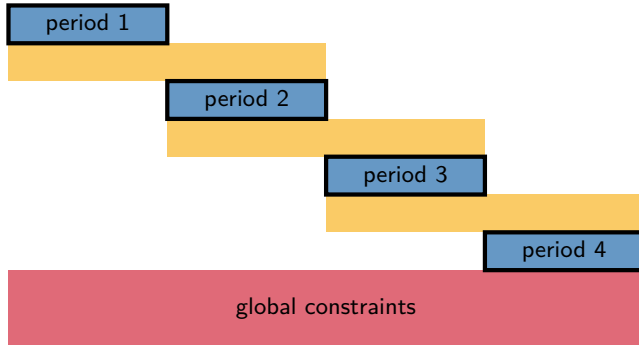 period 1
period 2
period 3
period 4
global constraints